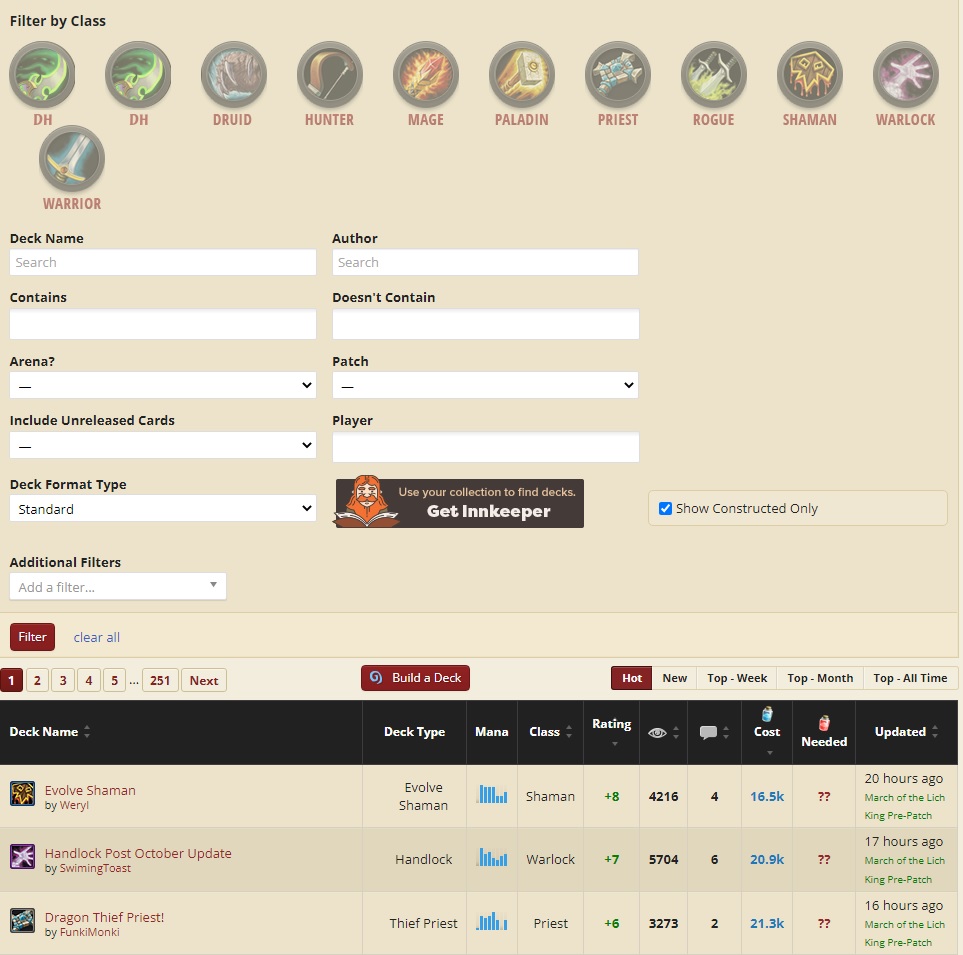 Filter by Class
DH DH DRUID HUNTER MAGE PALADIN PRIEST ROGUE SHAMAN WARLOCK
WARRIOR
Deck Name Author
Search Search
Contains Doesn't Contain
Arena? Patch
— —
Include Unreleased Cards Player
—
Deck Format Type
Use your collection to find decks.
Standard Get Innkeeper Show Constructed Only
Additional Filters
Add a filter...
Filter clear all
1 2 3 4 5 ... 251 Next Build a Deck Hot New Top - Week Top - Month Top - All Time
Deck Name Deck Type Mana Class Rating Cost Needed Updated
Evolve Shaman
by Weryl
Evolve
Shaman
Shaman +8 4216 4 16.5k ??
20 hours ago
March of the Lich
King Pre-Patch
Handlock Post October Update
by SwimingToast
Handlock Warlock +7 5704 6 20.9k ??
17 hours ago
March of the Lich
King Pre-Patch
Dragon Thief Priest!
by FunkiMonki
Thief Priest Priest +6 3273 2 21.3k ??
16 hours ago
March of the Lich
King Pre-Patch